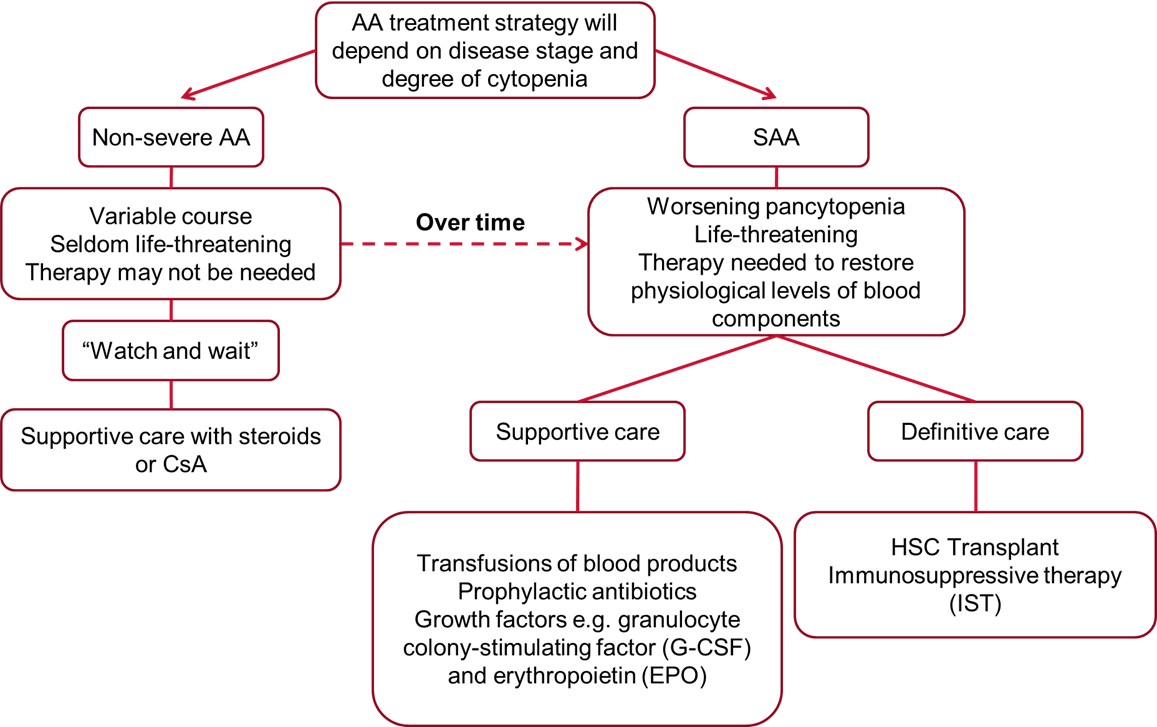 AA treatment strategy will
depend on disease stage and
degree of cytopenia
Non-severe AA
SAA
Variable course
Seldom life-threatening
Therapy may not be needed
Over time
Worsening pancytopenia
Life-threatening
Therapy needed to restore
physiological levels of blood
components
“Watch and wait”
Supportive care with steroids
or CsA
Supportive care
Definitive care
Transfusions of blood products
Prophylactic antibiotics
Growth factors e.g. granulocyte
colony-stimulating factor (G-CSF)
and erythropoietin (EPO)
HSC Transplant
Immunosuppressive therapy
(IST)